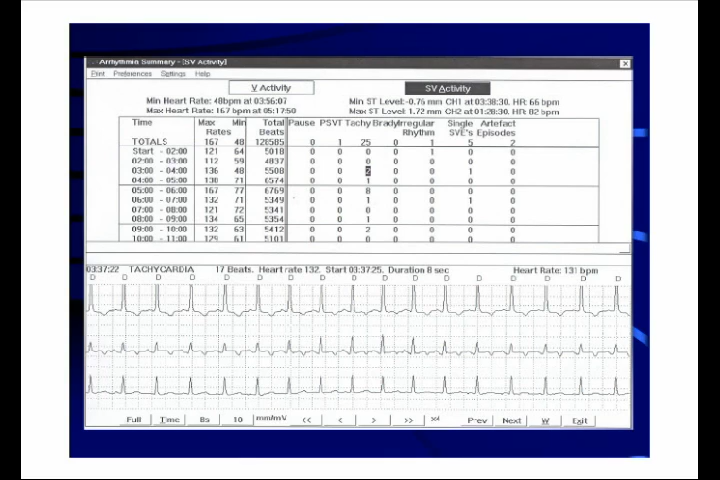 Arrhythmia Summary - [SV Activity]
Print Preferences Settings Help
V Activity SV Activity
Min Heart Rate: 48bpm at 03:56:07 Min ST Level:-0.76 mm CH1 at 03:38:30, HR: 66 bpm
Max Heart Rate: 167 bpm at 05:17:50 Max ST Level: 1.72 mm CH2 at 01:28:30, HR: 82 bpm
Time Max Min Total Pause PSVT Tachy Brady Irregular Single Artefact
Rates Beats Rhythm SVE's Episodes
TOTALS 167 48 126585 0 1 25 0 1 5 2
Start - 02:00 121 64 5018 0 0 1 0 1 0 0
02:00 - 03:00 112 59 4837 0 0 0 0 0 0 0
03:00 - 04:00 136 48 5508 0 0 2 0 0 1 0
04:00 - 05:00 130 71 6574 0 0 1 0 0 0 0
05:00 - 06:00 167 77 6769 0 0 8 0 0 0 0
06:00 - 07:00 132 71 5349 0 0 1 0 0 1 0
07:00 - 08:00 121 72 5341 0 0 0 0 0 0 0
08:00 - 09:00 134 65 5354 0 0 1 0 0 0 0
09:00 - 10:00 132 63 5412 0 0 2 0 0 0 0
10:00 - 11:00 129 61 5101 0 0 0 0 0 0 0
03:37:22 TACHYCARDIA 17 Beats. Heart rate 132. Start 03:37:25. Duration 8 sec Heart Rate: 131 bpm
D D D D D D D D D D D D D D D D D
Full Time Bs 10 mm/mV << < > >> x4 Prev Next W Exit